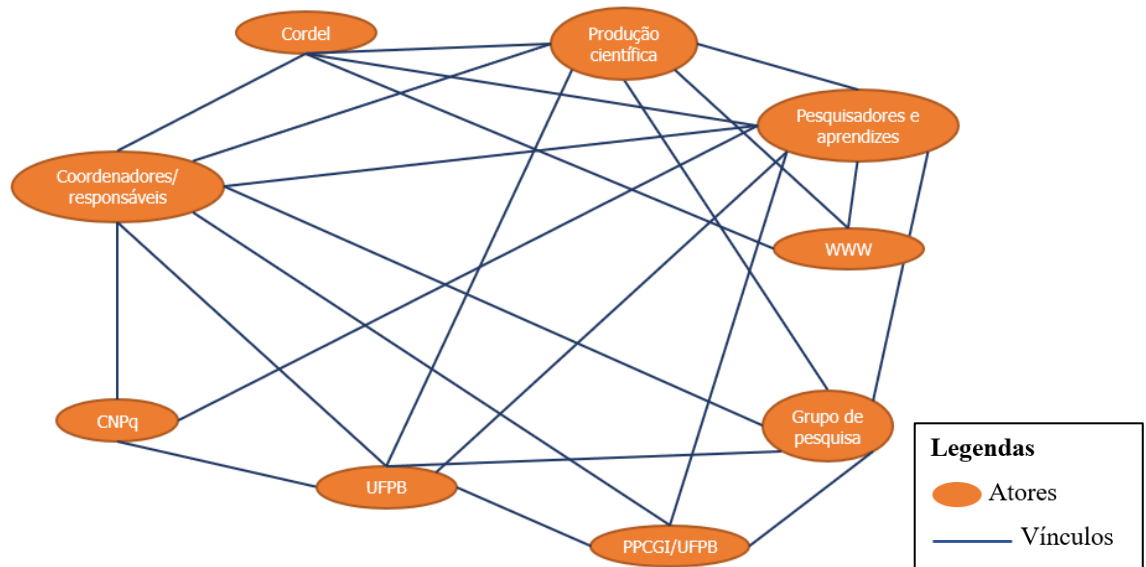 Cordel
Produção
científica
Pesquisadores e
aprendizes
Coordenadores/
responsáveis
WWW
CNPq
Grupo de
pesquisa
UFPB
PPCGI/UFPB
Legendas
Atores
Vínculos